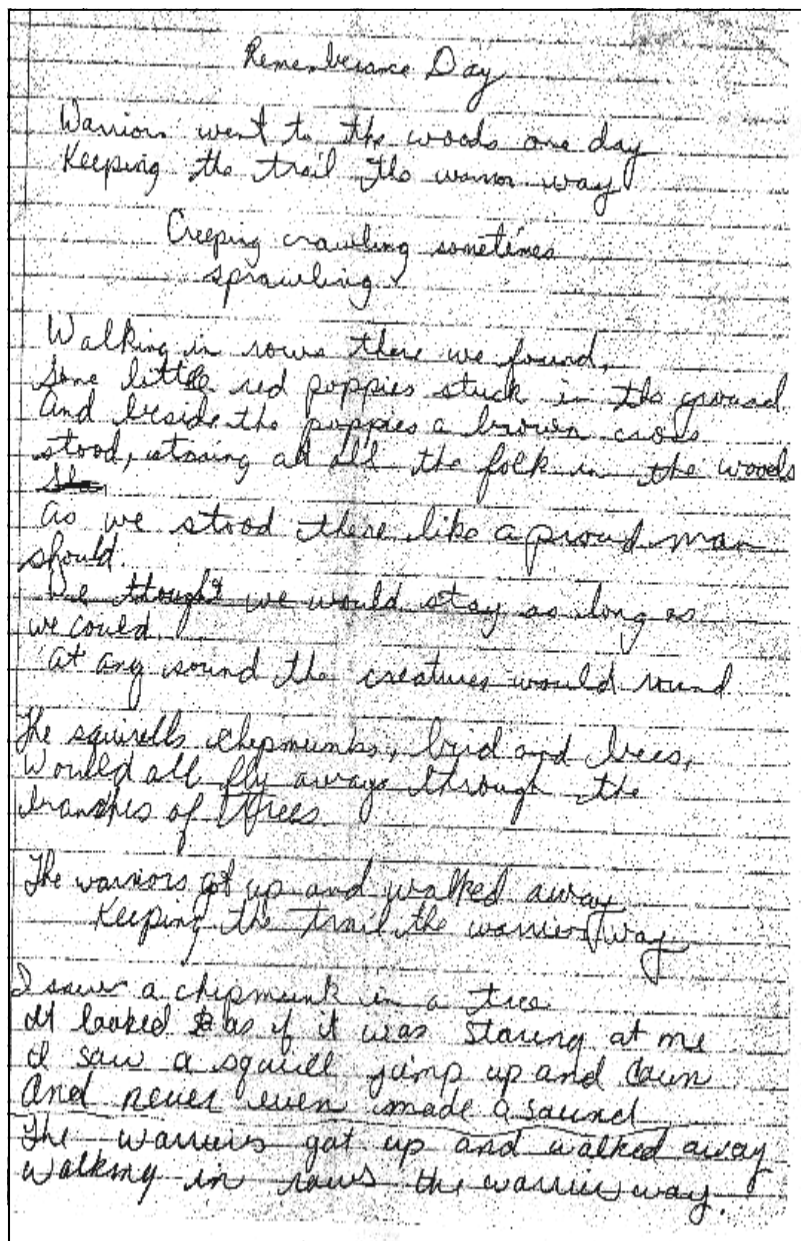 Rememberance Day
Warriors went to the woods one day
Keeping the trail the warrior way
Creeping crawling sometimes
sprawling.
Walking in rows there we found,
Some little red poppies stuck in the ground.
And beside the poppies a brown cross
stood, staring at all the folk in the woods
as we stood there like a proud man
should.
We thought we would stay as long as
we could.
at any sound the creatures would round
The squirells chipmunks, bird and bees,
Would all fly aways through the
branches of trees.
The warriors got up and walked away
Keeping the trail the warrior way
I saw a chipmunk in a tree
It looked as if it was staring at me
I saw a squirell jump up and down
And never even made a sound
The warriors got up and walked away
walking in rows the warrior way.